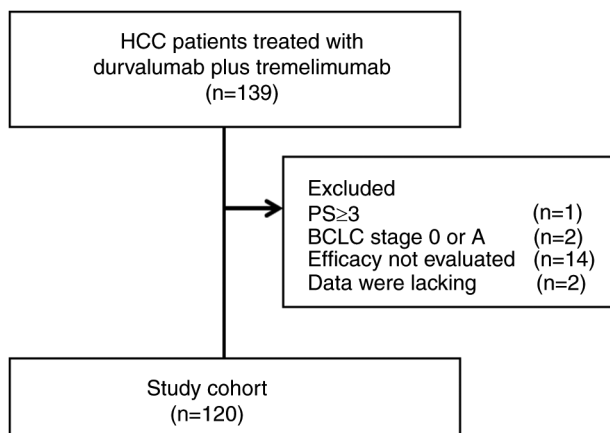 HCC patients treated with
durvalumab plus tremelimumab
(n=139)
Excluded
PS≥3 (n=1)
BCLC stage 0 or A (n=2)
Efficacy not evaluated (n=14)
Data were lacking (n=2)
Study cohort
(n=120)